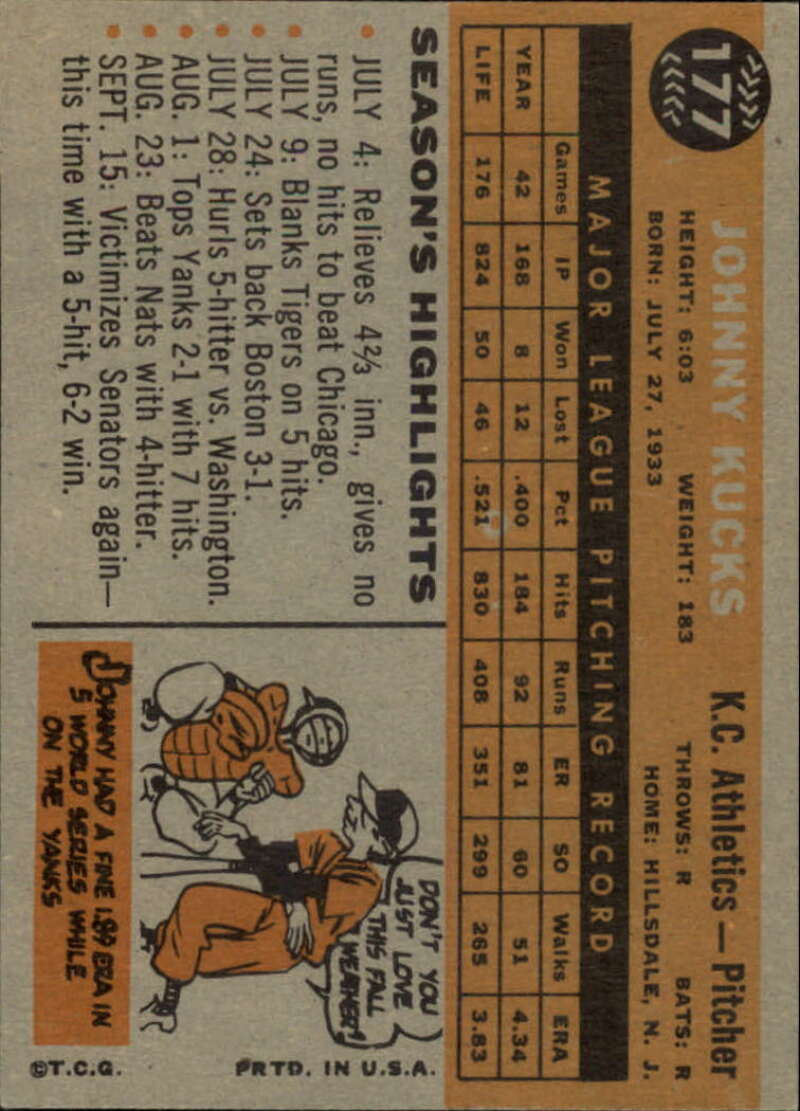 177
JOHNNY KUCKS K.C. Athletics — Pitcher
HEIGHT: 6:03 WEIGHT: 183 THROWS: R BATS: R
BORN: JULY 27, 1933 HOME: HILLSDALE, N. J.
MAJOR LEAGUE PITCHING RECORD
Games IP Won Lost Pct Hits Runs ER SO Walks ERA
YEAR 42 168 8 12 .400 184 92 81 60 51 4.34
LIFE 176 824 50 46 .521 830 408 351 299 265 3.83
SEASON'S HIGHLIGHTS
• JULY 4: Relieves 4⅔ inn., gives no
runs, no hits to beat Chicago.
• JULY 9: Blanks Tigers on 5 hits.
• JULY 24: Sets back Boston 3-1.
• JULY 28: Hurls 5-hitter vs. Washington.
• AUG. 1: Tops Yanks 2-1 with 7 hits.
• AUG. 23: Beats Nats with 4-hitter.
• SEPT. 15: Victimizes Senators again—
this time with a 5-hit, 6-2 win.
DON'T YOU
JUST LOVE
THIS FALL
WEATHER?
JOHNNY HAD A FINE 1.89 ERA IN
5 WORLD SERIES WHILE
ON THE YANKS
©T.C.G. PRTD. IN U.S.A.